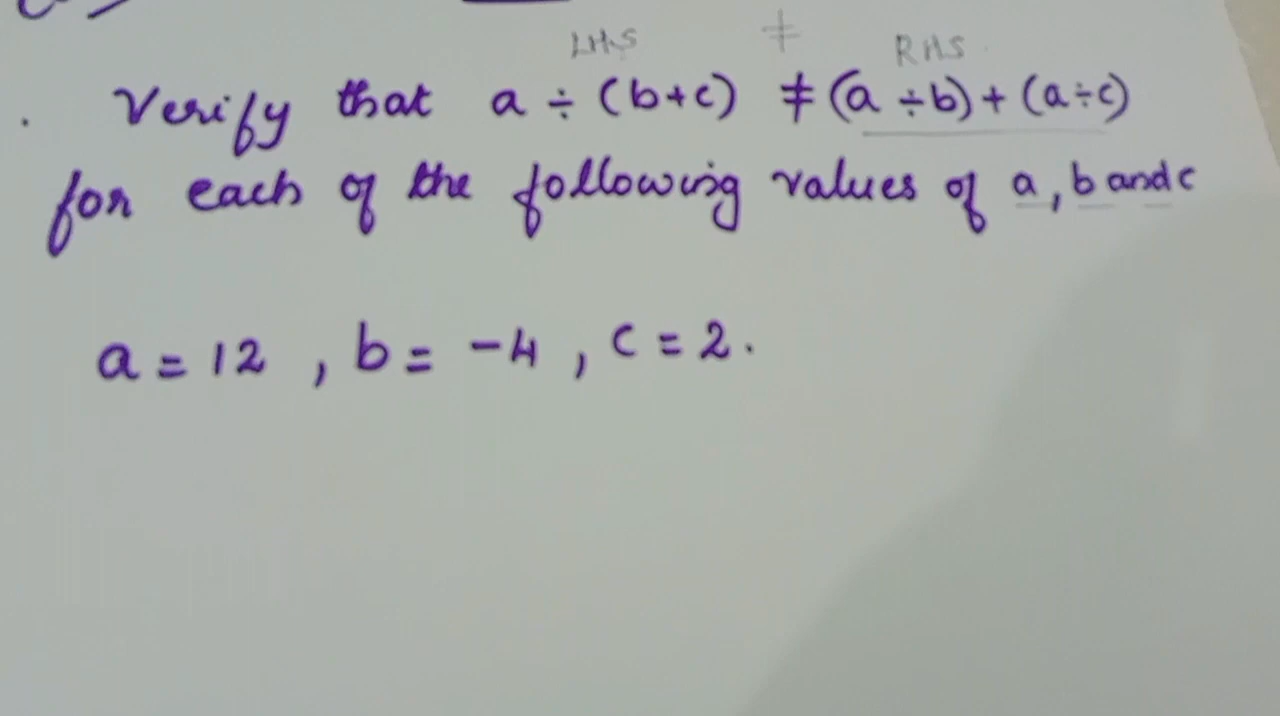 LHS ≠ RHS
. Verify that a ÷ (b+c) ≠ (a ÷ b) + (a ÷ c)
for each of the following values of a, b and c
a = 12 , b = -4 , c = 2.